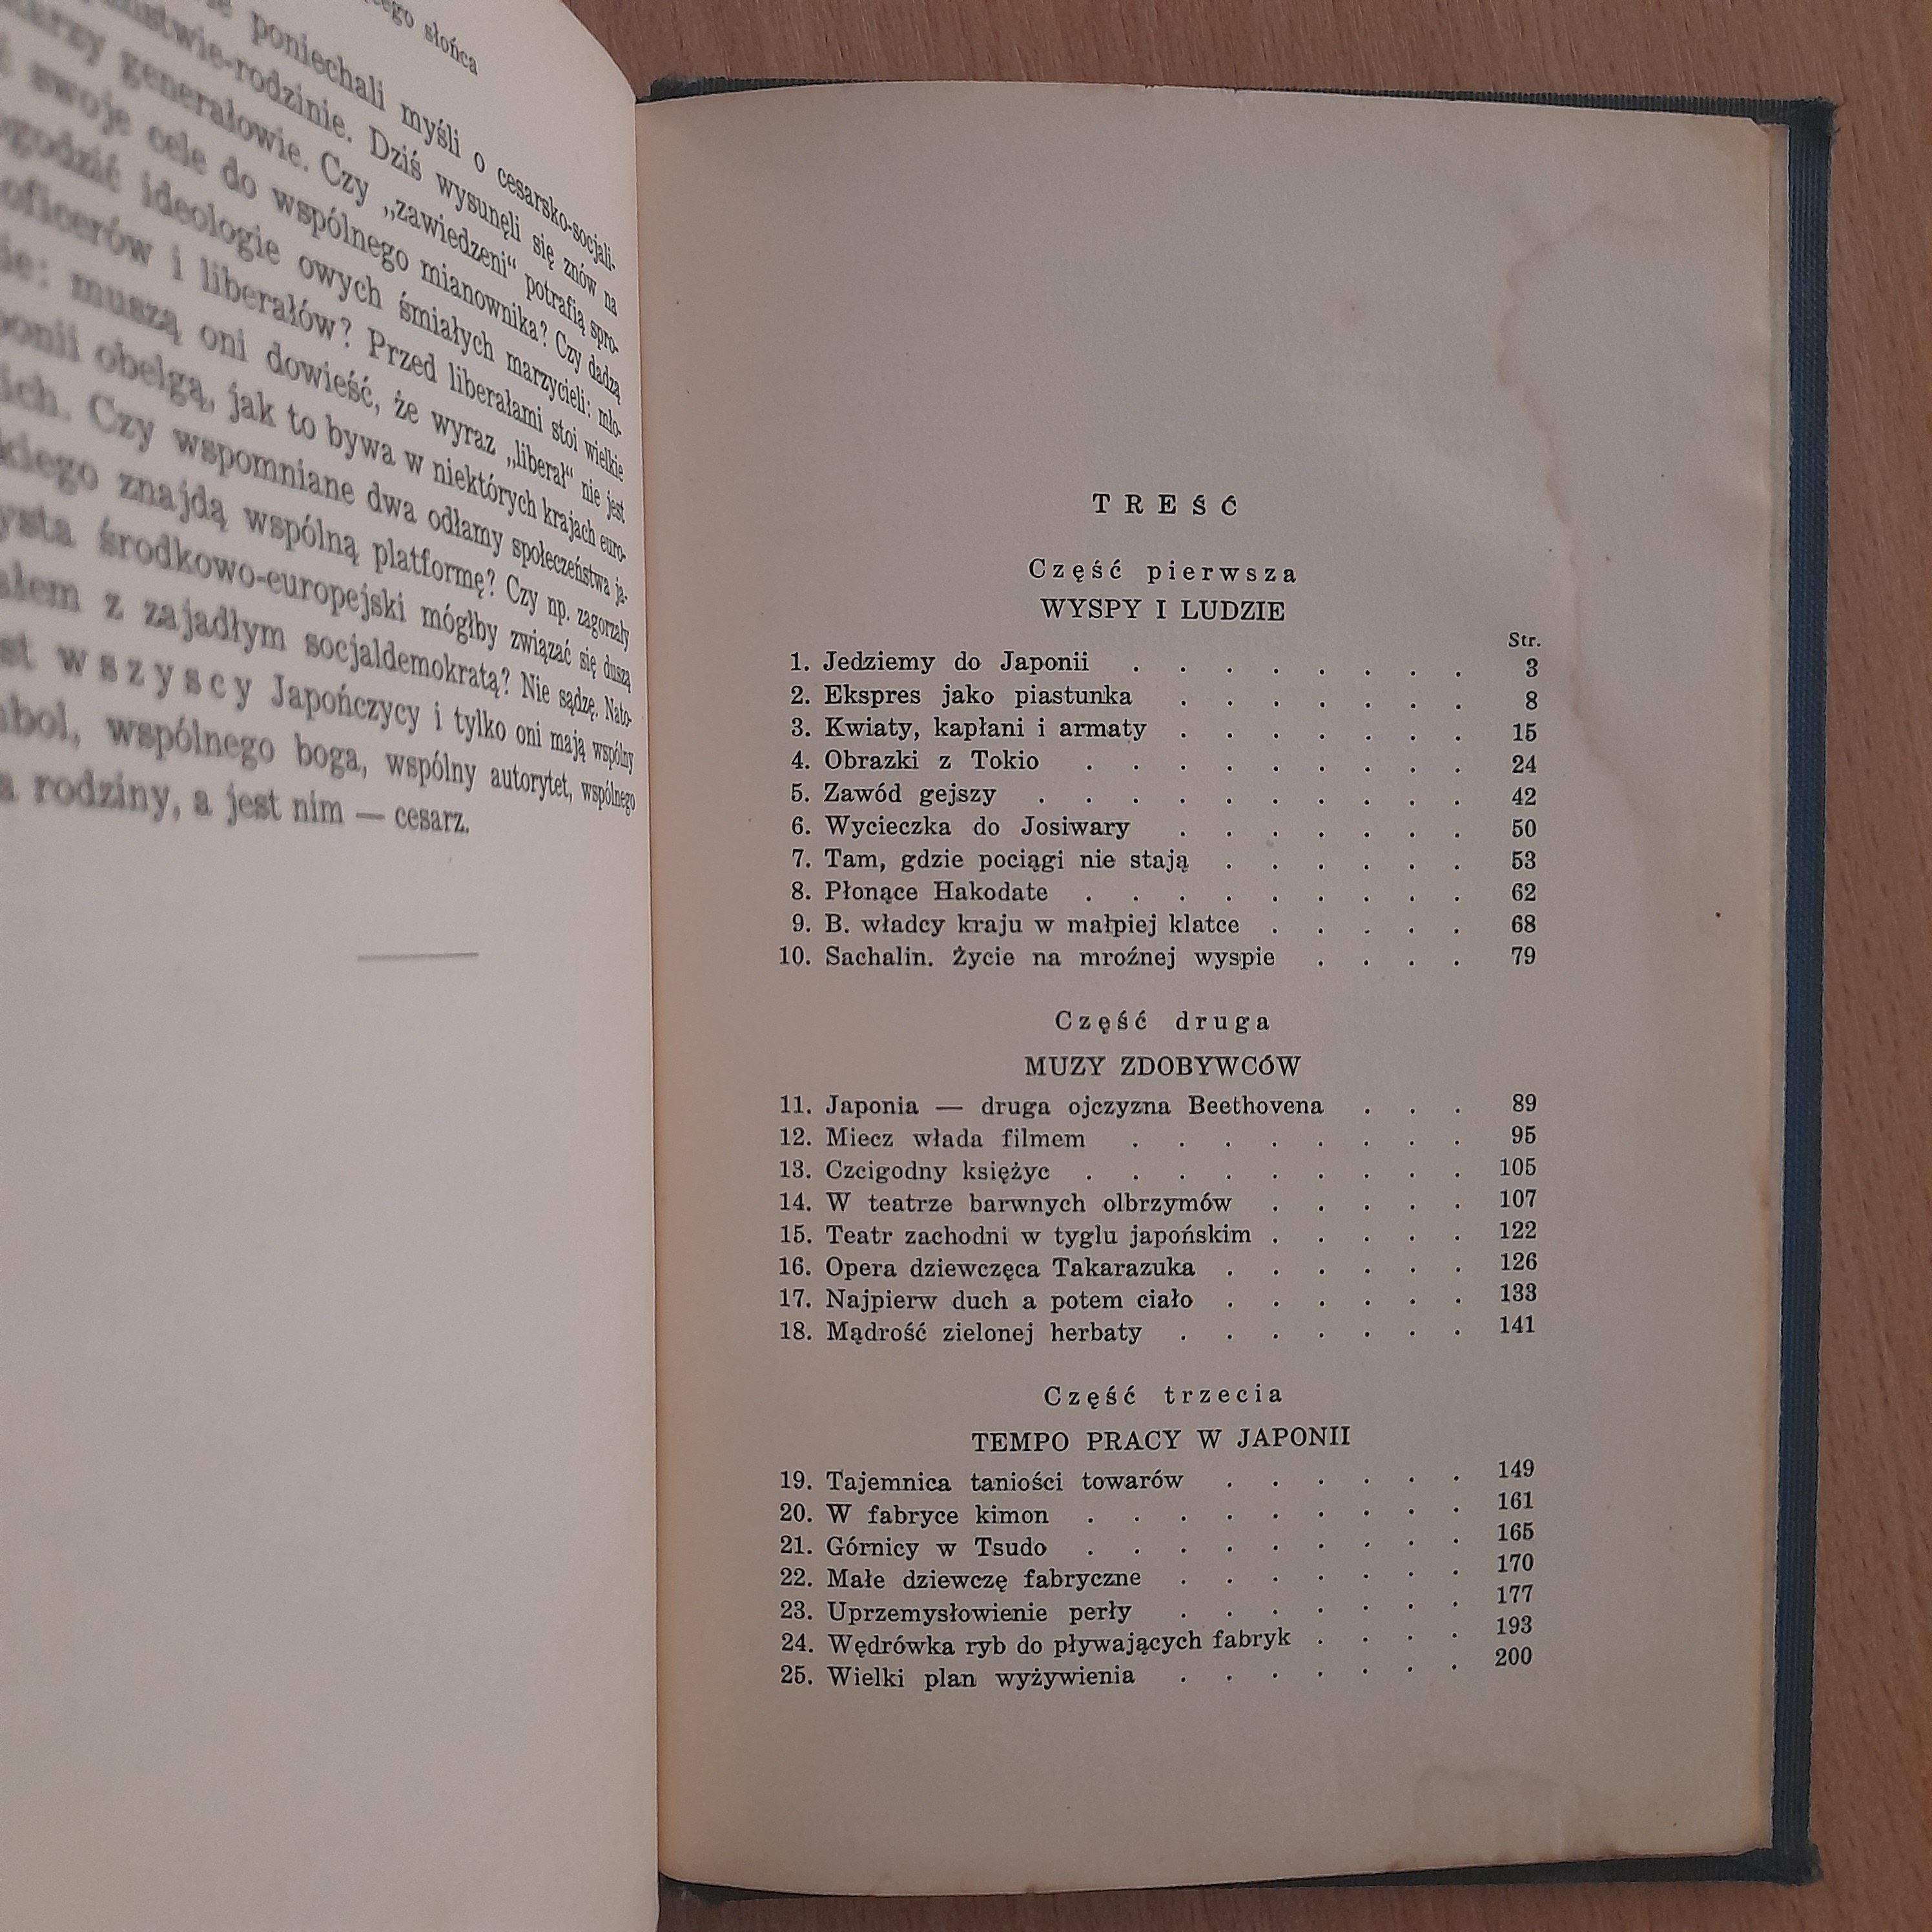 słońca
poniechali myśli o cesarsko-socjali-
-rodzinie. Dziś wysunęli się znów na
generałowie. Czy „zawiedzeni“ potrafią spro-
swoje cele do wspólnego mianownika? Czy dadzą
ideologie owych śmiałych marzycieli: mło-
oficerów i liberałów? Przed liberałami stoi wielkie
muszą oni dowieść, że wyraz „liberał“ nie jest
obelgą, jak to bywa w niektórych krajach euro-
Czy wspomniane dwa odłamy społeczeństwa ja-
znajdą wspólną platformę? Czy np. zagorzały
środkowo-europejski mógłby związać się duszą
z zajadłym socjaldemokratą? Nie sądzę. Nato-
wszyscy Japończycy i tylko oni mają wspólny
wspólnego boga, wspólny autorytet, wspólnego
rodziny, a jest nim — cesarz.
TREŚĆ
Część pierwsza
WYSPY I LUDZIE
Str.
1. Jedziemy do Japonii . . . . . . . . 3
2. Ekspres jako piastunka . . . . . . . 8
3. Kwiaty, kapłani i armaty . . . . . . . 15
4. Obrazki z Tokio . . . . . . . . . 24
5. Zawód gejszy . . . . . . . . . . 42
6. Wycieczka do Josiwary . . . . . . . 50
7. Tam, gdzie pociągi nie stają . . . . . . 53
8. Płonące Hakodate . . . . . . . . . 62
9. B. władcy kraju w małpiej klatce . . . . . 68
10. Sachalin. Życie na mroźnej wyspie . . . . 79
Część druga
MUZY ZDOBYWCÓW
11. Japonia — druga ojczyzna Beethovena . . . 89
12. Miecz włada filmem . . . . . . . . 95
13. Czcigodny księżyc . . . . . . . . . 105
14. W teatrze barwnych olbrzymów . . . . . 107
15. Teatr zachodni w tyglu japońskim . . . . . 122
16. Opera dziewczęca Takarazuka . . . . . . 126
17. Najpierw duch a potem ciało . . . . . . 133
18. Mądrość zielonej herbaty . . . . . . . 141
Część trzecia
TEMPO PRACY W JAPONII
19. Tajemnica taniości towarów . . . . . . 149
20. W fabryce kimon . . . . . . . . . 161
21. Górnicy w Tsudo . . . . . . . . . 165
22. Małe dziewczę fabryczne . . . . . . . 170
23. Uprzemysłowienie perły . . . . . . . 177
24. Wędrówka ryb do pływających fabryk . . . . 193
25. Wielki plan wyżywienia . . . . . . . 200